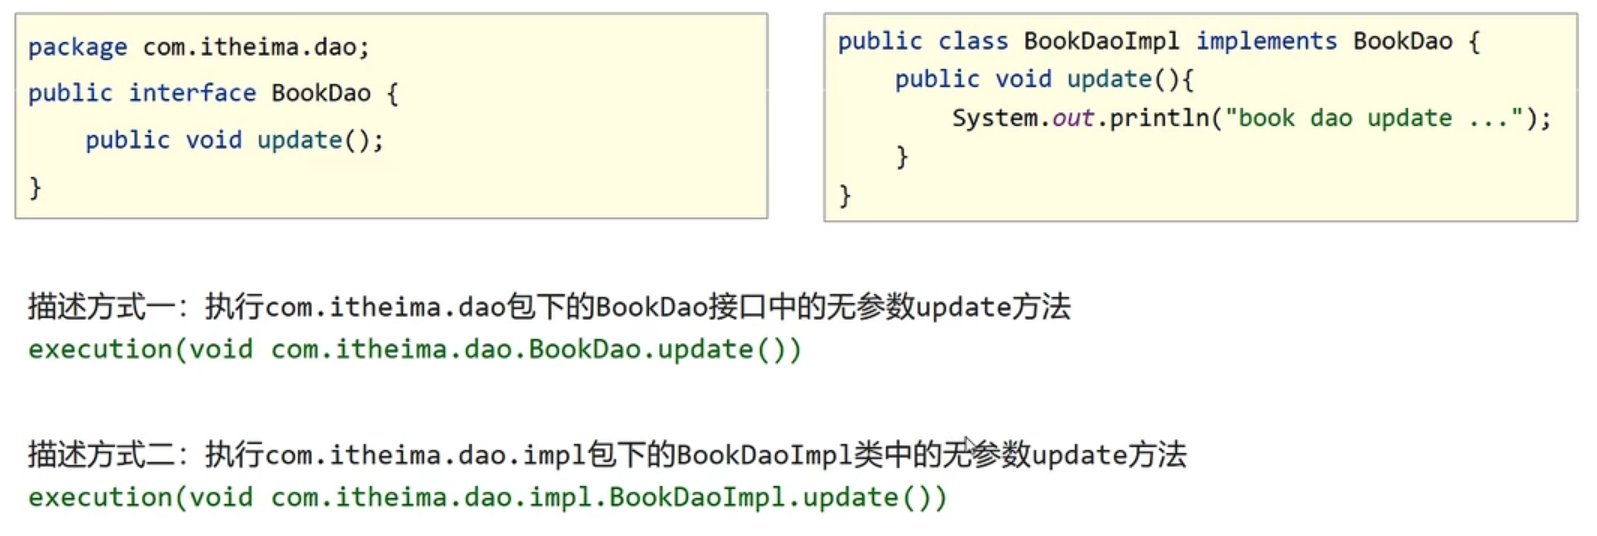 package com.itheima.dao;
public interface BookDao {
    public void update();
}
public class BookDaoImpl implements BookDao {
    public void update(){
        System.out.println("book dao update ...");
    }
}
描述方式一：执行com.itheima.dao包下的BookDao接口中的无参数update方法
execution(void com.itheima.dao.BookDao.update())
描述方式二：执行com.itheima.dao.impl包下的BookDaoImpl类中的无参数update方法
execution(void com.itheima.dao.impl.BookDaoImpl.update())